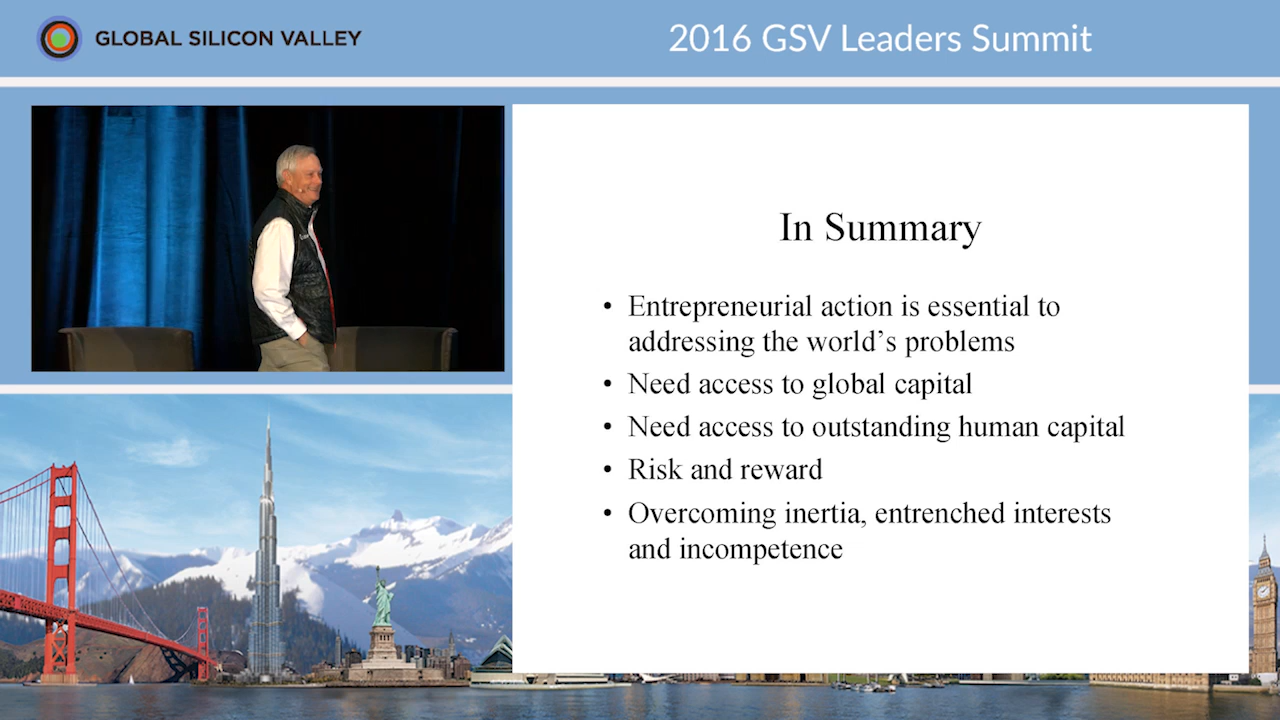 GLOBAL SILICON VALLEY
2016 GSV Leaders Summit
In Summary
• Entrepreneurial action is essential to
addressing the world’s problems
• Need access to global capital
• Need access to outstanding human capital
• Risk and reward
• Overcoming inertia, entrenched interests
and incompetence